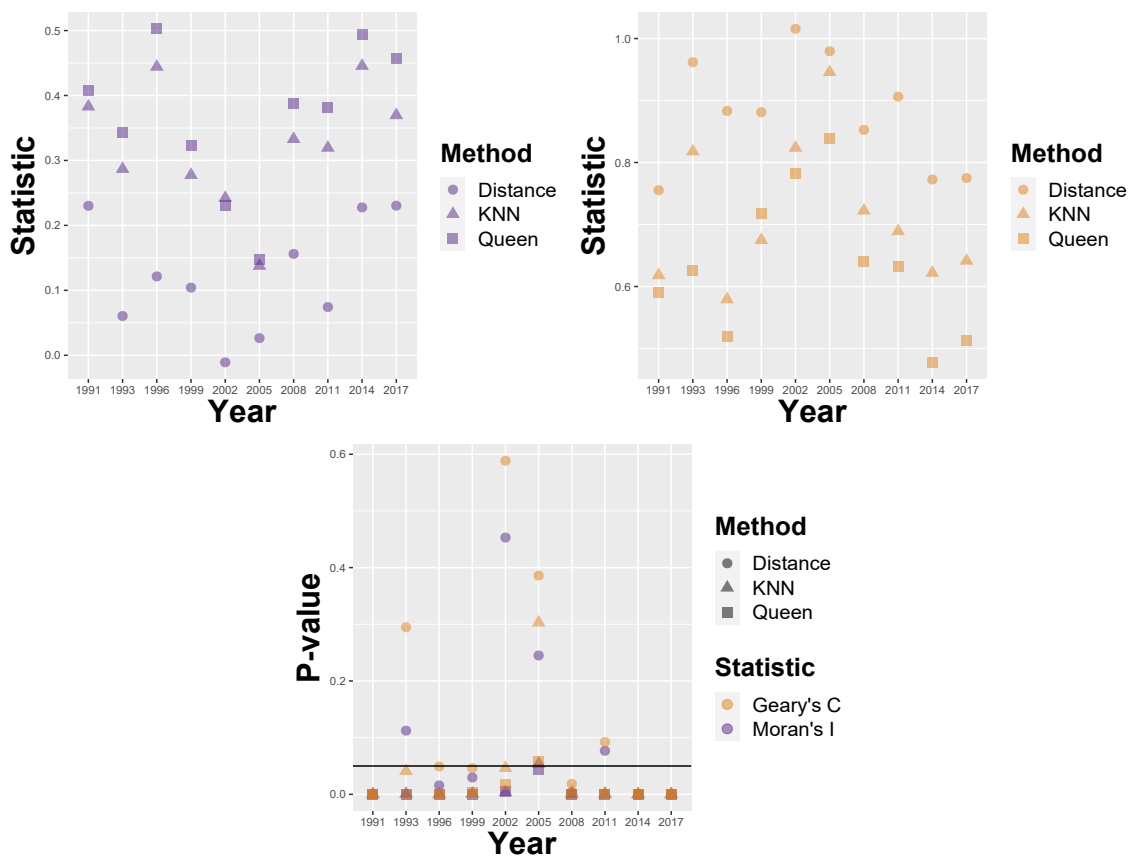 0.5
0.4
0.3
0.2
0.1
0.0
Statistic
1991 1993 1996 1999 2002 2005 2008 2011 2014 2017
Year
Method
Distance
KNN
Queen
1.0
0.8
0.6
Statistic
1991 1993 1996 1999 2002 2005 2008 2011 2014 2017
Year
Method
Distance
KNN
Queen
0.6
0.4
0.2
0.0
P-value
1991 1993 1996 1999 2002 2005 2008 2011 2014 2017
Year
Method
Distance
KNN
Queen
Statistic
Geary's C
Moran's I